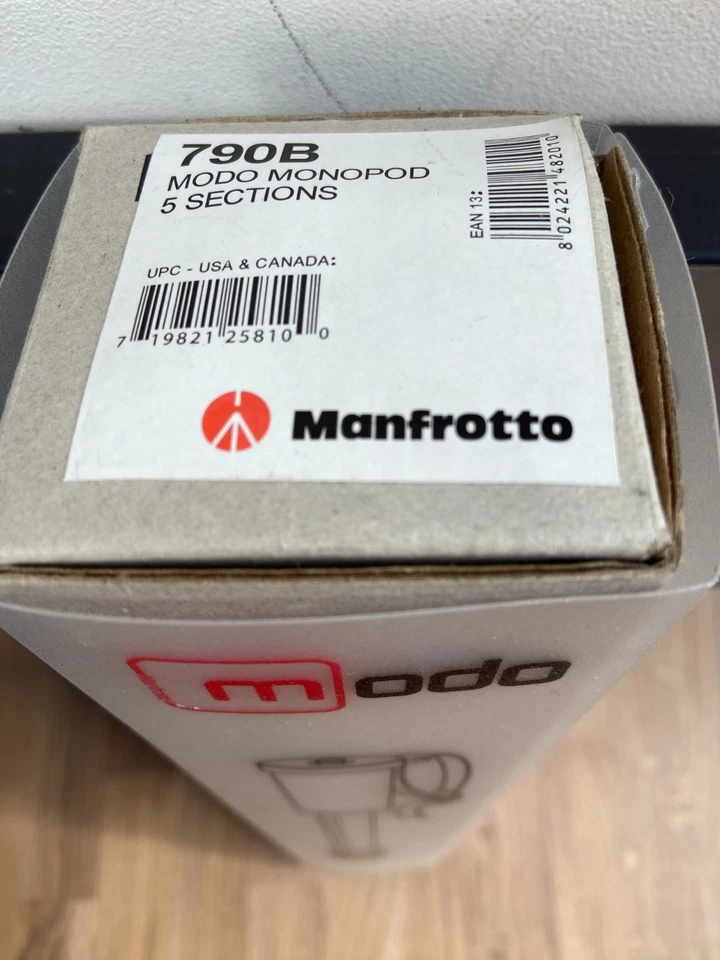 790B
MODO MONOPOD
5 SECTIONS
EAN 13:
8 024221 482010
UPC - USA & CANADA:
7 19821 25810 0
Manfrotto
modo